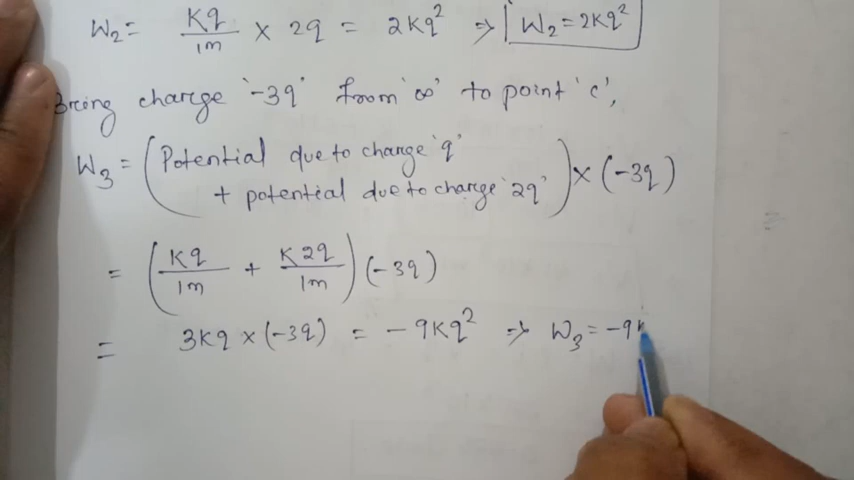 W₂ = Kq/1m × 2q = 2Kq² ⇒ W₂ = 2Kq²
Bring charge '-3q' from '∞' to point 'c',
W₃ = (Potential due to charge 'q'
+ potential due to charge '2q') × (-3q)
= (Kq/1m + K2q/1m) (-3q)
= 3Kq × (-3q) = -9Kq² ⇒ W₃ = -9K